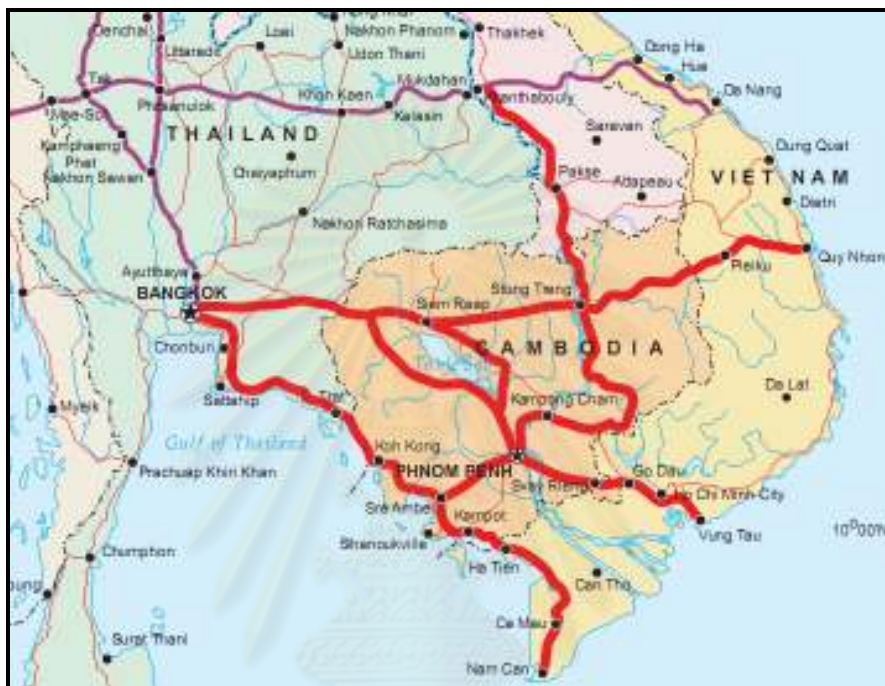 Nakhon Phanom
Thakhek
Denchai
Loei
Dong Ha
Uttaradit
Udon Thani
Hue
Mukdahan
Tak
Khon Kaen
Da Nang
Phitsanulok
Kalasin
Mae-Sot
THAILAND
Saravan
Kamphaeng
Phet
Chaiyaphum
Dung Quat
Nakhon Sawan
Pakse
VIET NAM
Attapeau
Nakhon Ratchasima
Ayutthaya
Pleiku
Quy Nhon
BANGKOK
Stung Treng
Siem Reap
CAMBODIA
Chonburi
Da Lat
Sattahip
Trat
Kampong Cham
Myeik
Gulf of Thailand
Koh Kong
PHNOM PENH
Prachuap Khiri Khan
Svay Rieng
Go Dau
Ho Chi Minh-City
Sre Ambel
Kampot
Vung Tau
10°00'N
Sihanoukville
Chumphon
Ha Tien
Can Tho
Ca Mau
Surat Thani
Nam Can